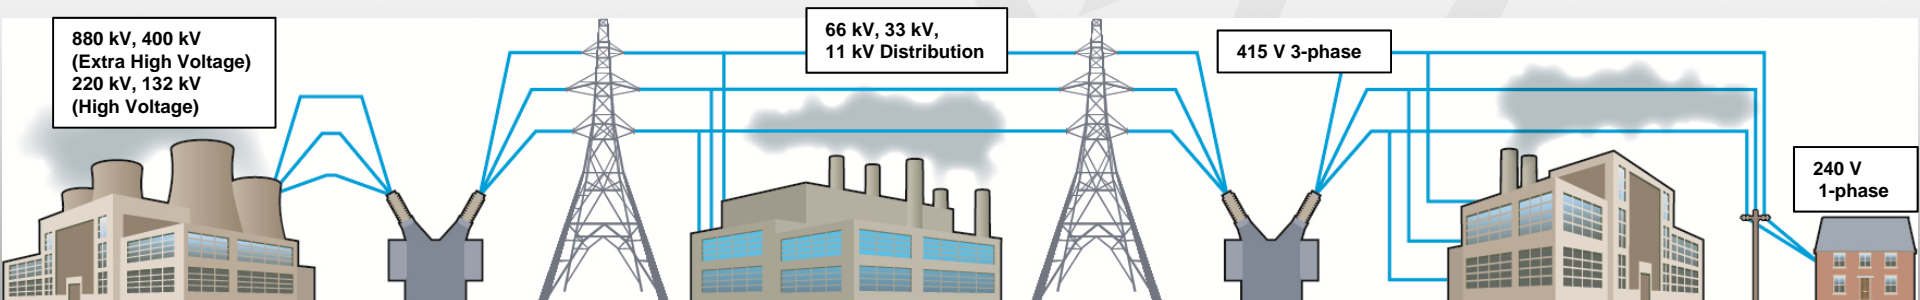 880 kV, 400 kV
(Extra High Voltage)
220 kV, 132 kV
(High Voltage)
66 kV, 33 kV,
11 kV Distribution
415 V 3-phase
240 V
1-phase